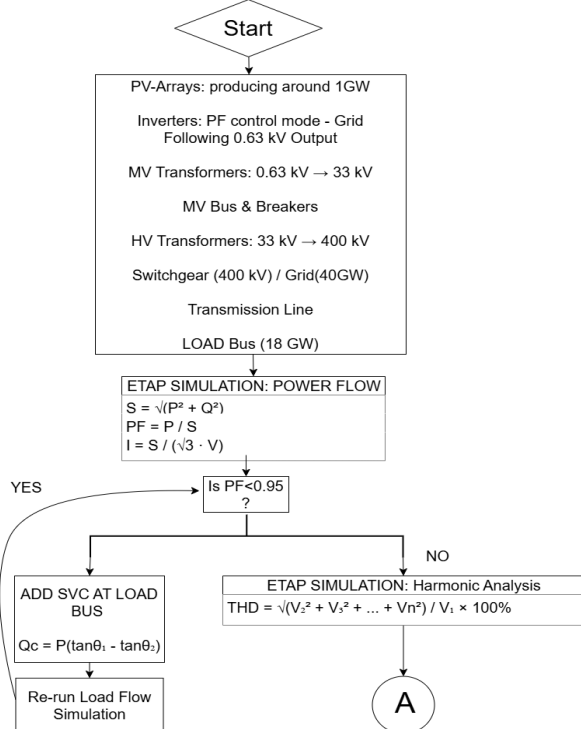 Start
PV-Arrays: producing around 1GW
Inverters: PF control mode - Grid
Following 0.63 kV Output
MV Transformers: 0.63 kV → 33 kV
MV Bus & Breakers
HV Transformers: 33 kV → 400 kV
Switchgear (400 kV) / Grid(40GW)
Transmission Line
LOAD Bus (18 GW)
ETAP SIMULATION: POWER FLOW
S = √(P² + Q²)
PF = P / S
I = S / (√3 · V)
YES
Is PF<0.95
?
NO
ADD SVC AT LOAD
BUS
Qc = P(tanθ₁ - tanθ₂)
Re-run Load Flow
Simulation
ETAP SIMULATION: Harmonic Analysis
THD = √(V₂² + V₃² + ... + Vn²) / V₁ × 100%
A